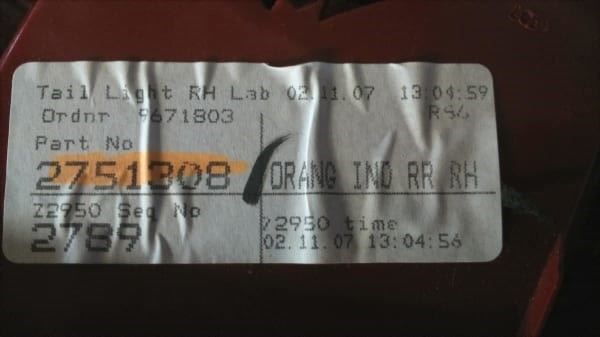 Tail Light RH Lab 02.11.07 13:04:59
Ordnr 9671803
Part No
2751308 ORANG IND RR RH
Z2950 Seq No
2789
Z2950 time
02.11.07 13:04:56